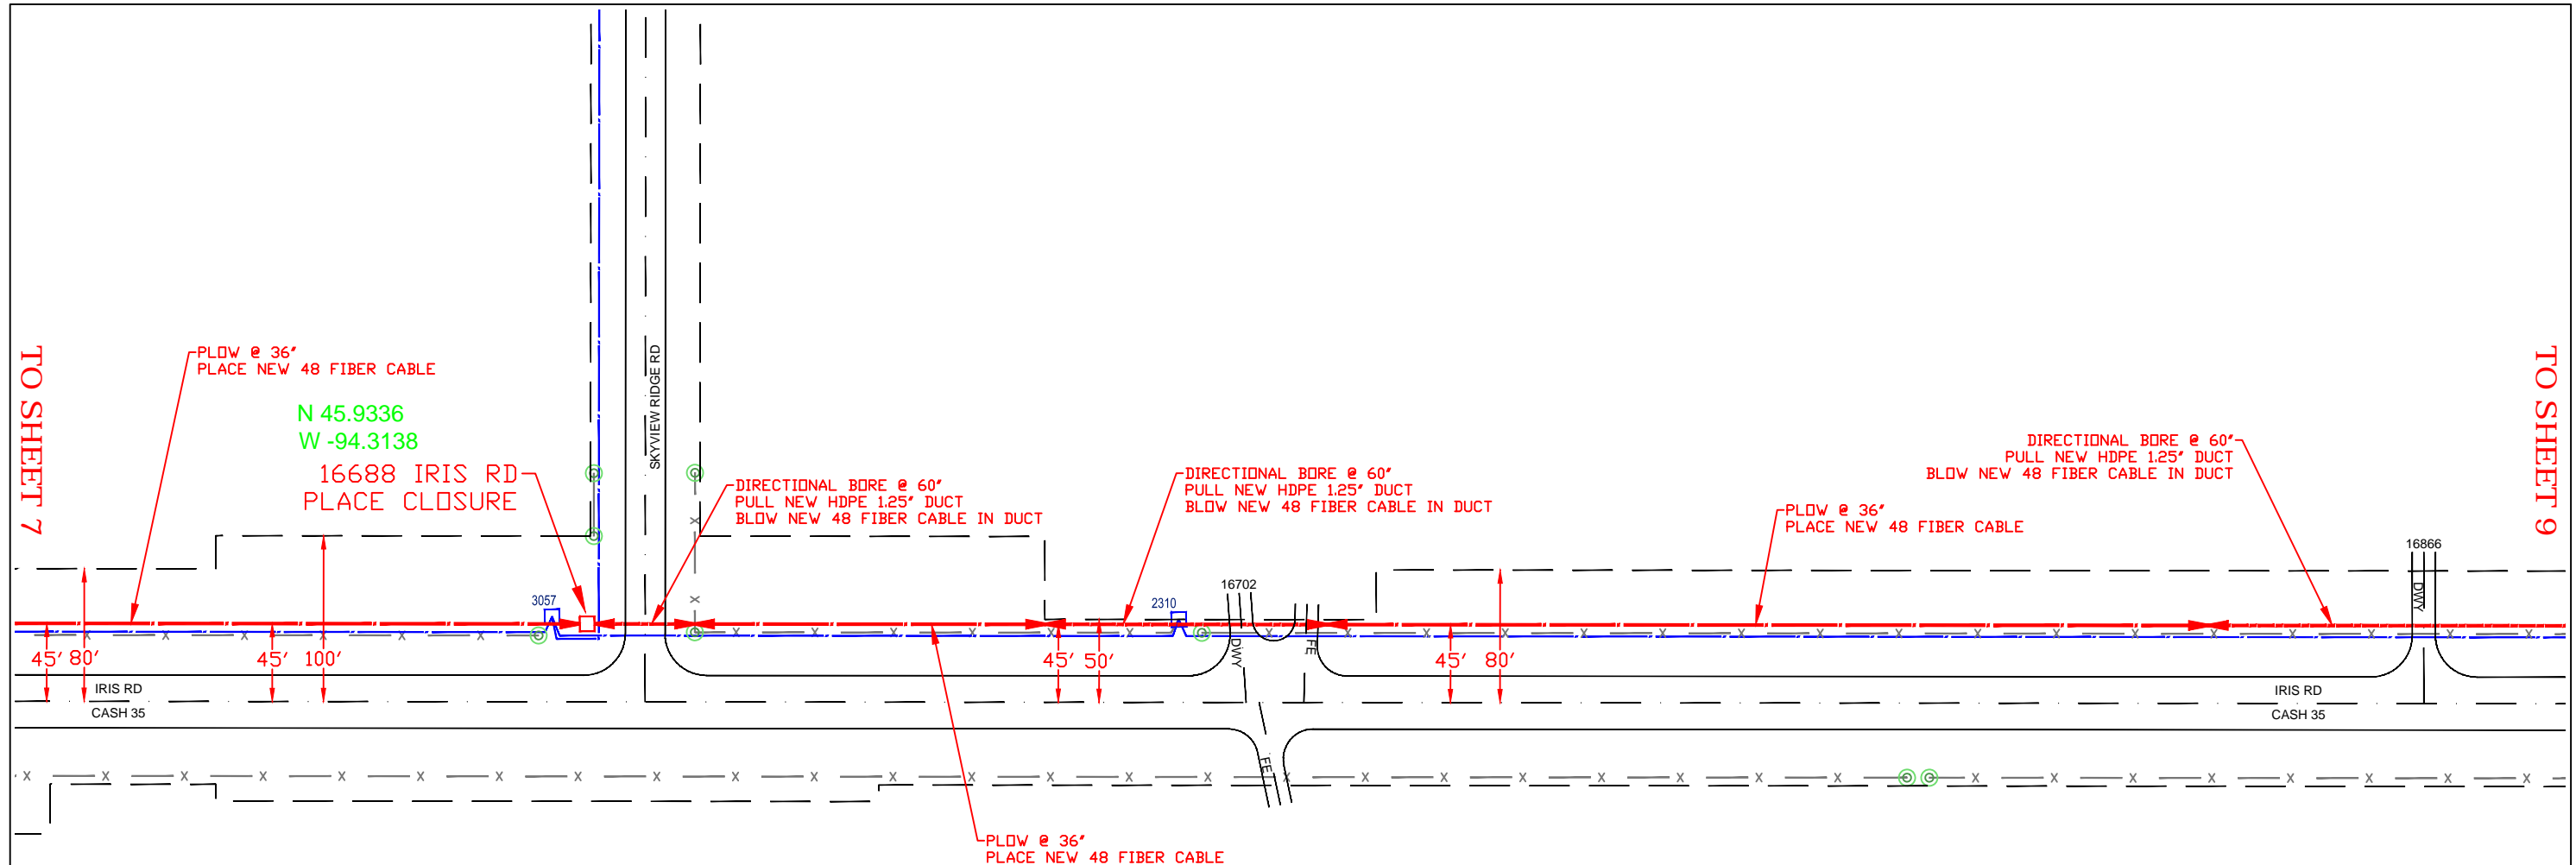 TO SHEET 7
PLOW @ 36"
PLACE NEW 48 FIBER CABLE
N 45.9336
W -94.3138
16688 IRIS RD
PLACE CLOSURE
SKYVIEW RIDGE RD
DIRECTIONAL BORE @ 60"
PULL NEW HDPE 1.25" DUCT
BLOW NEW 48 FIBER CABLE IN DUCT
DIRECTIONAL BORE @ 60"
PULL NEW HDPE 1.25" DUCT
BLOW NEW 48 FIBER CABLE IN DUCT
PLOW @ 36"
PLACE NEW 48 FIBER CABLE
DIRECTIONAL BORE @ 60"
PULL NEW HDPE 1.25" DUCT
BLOW NEW 48 FIBER CABLE IN DUCT
TO SHEET 9
3057
2310
16702
16866
DWY
FE
DWY
45' 80'
45' 100'
45' 50'
45' 80'
IRIS RD
CASH 35
IRIS RD
CASH 35
FE
PLOW @ 36"
PLACE NEW 48 FIBER CABLE